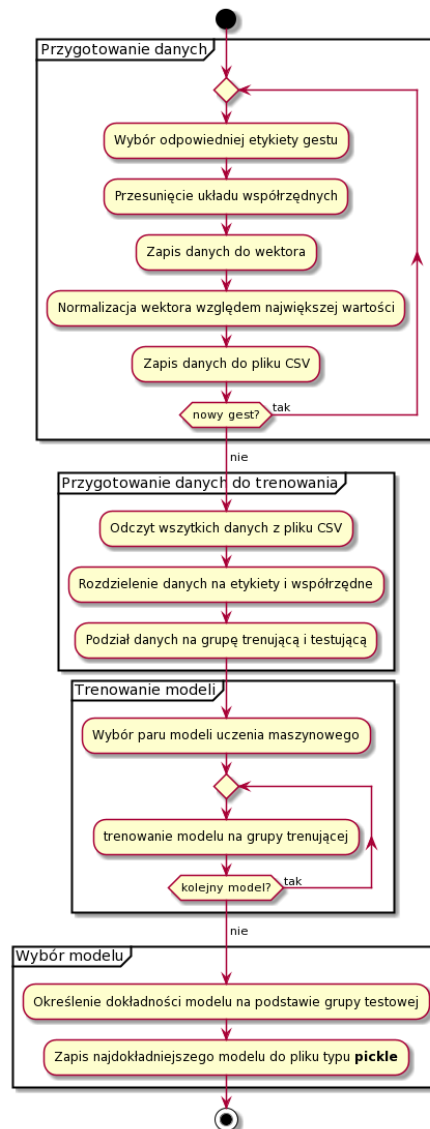 Przygotowanie danych
Wybór odpowiedniej etykiety gestu
Przesunięcie układu współrzędnych
Zapis danych do wektora
Normalizacja wektora względem największej wartości
Zapis danych do pliku CSV
nowy gest?
tak
nie
Przygotowanie danych do trenowania
Odczyt wszytkich danych z pliku CSV
Rozdzielenie danych na etykiety i współrzędne
Podział danych na grupę trenującą i testującą
Trenowanie modeli
Wybór paru modeli uczenia maszynowego
trenowanie modelu na grupy trenującej
kolejny model?
tak
nie
Wybór modelu
Określenie dokładności modelu na podstawie grupy testowej
Zapis najdokładniejszego modelu do pliku typu pickle